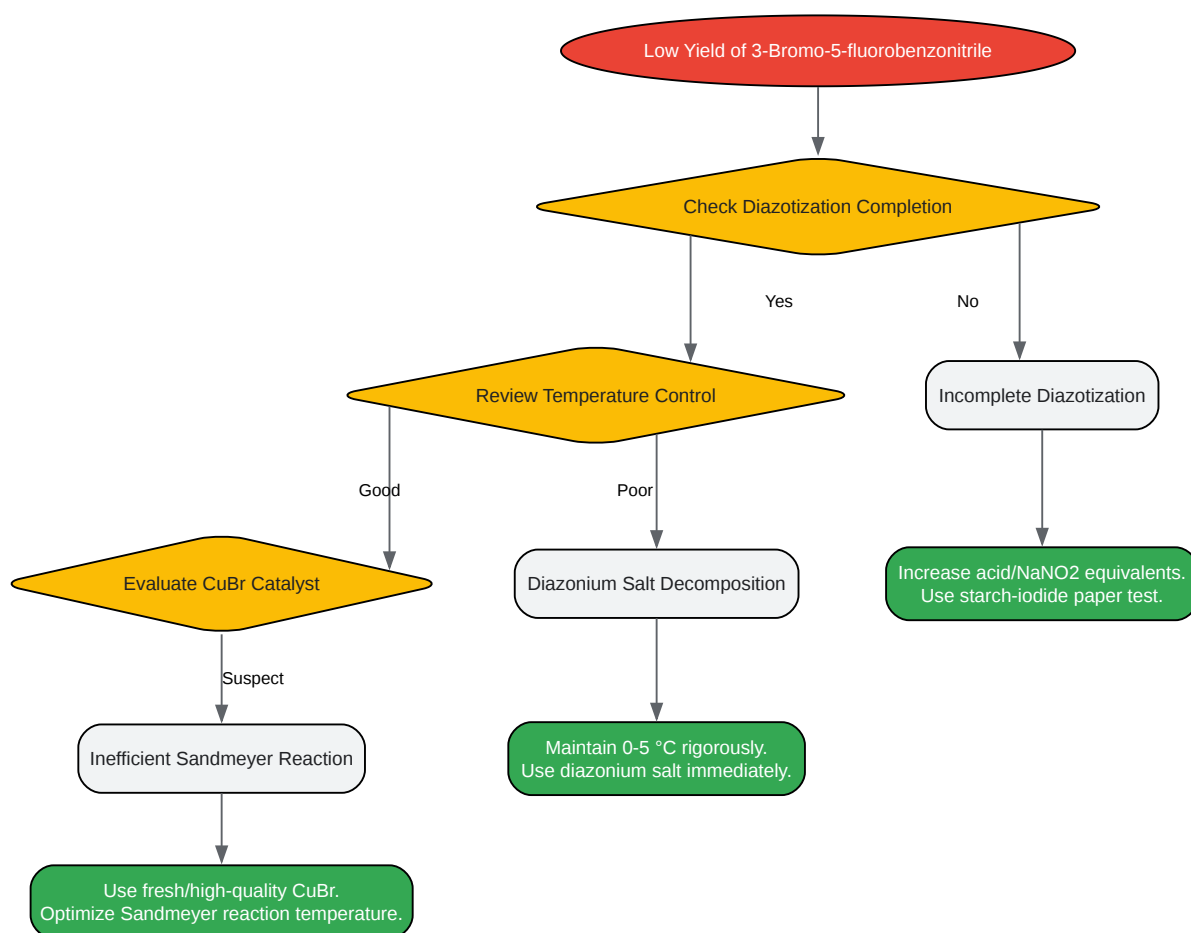 Low Yield of 3-Bromo-5-fluorobenzonitrile
Check Diazotization Completion
Yes
No
Review Temperature Control
Incomplete Diazotization
Good
Poor
Evaluate CuBr Catalyst
Diazonium Salt Decomposition
Increase acid/NaNO2 equivalents.
Use starch-iodide paper test.
Suspect
Inefficient Sandmeyer Reaction
Maintain 0-5 °C rigorously.
Use diazonium salt immediately.
Use fresh/high-quality CuBr.
Optimize Sandmeyer reaction temperature.